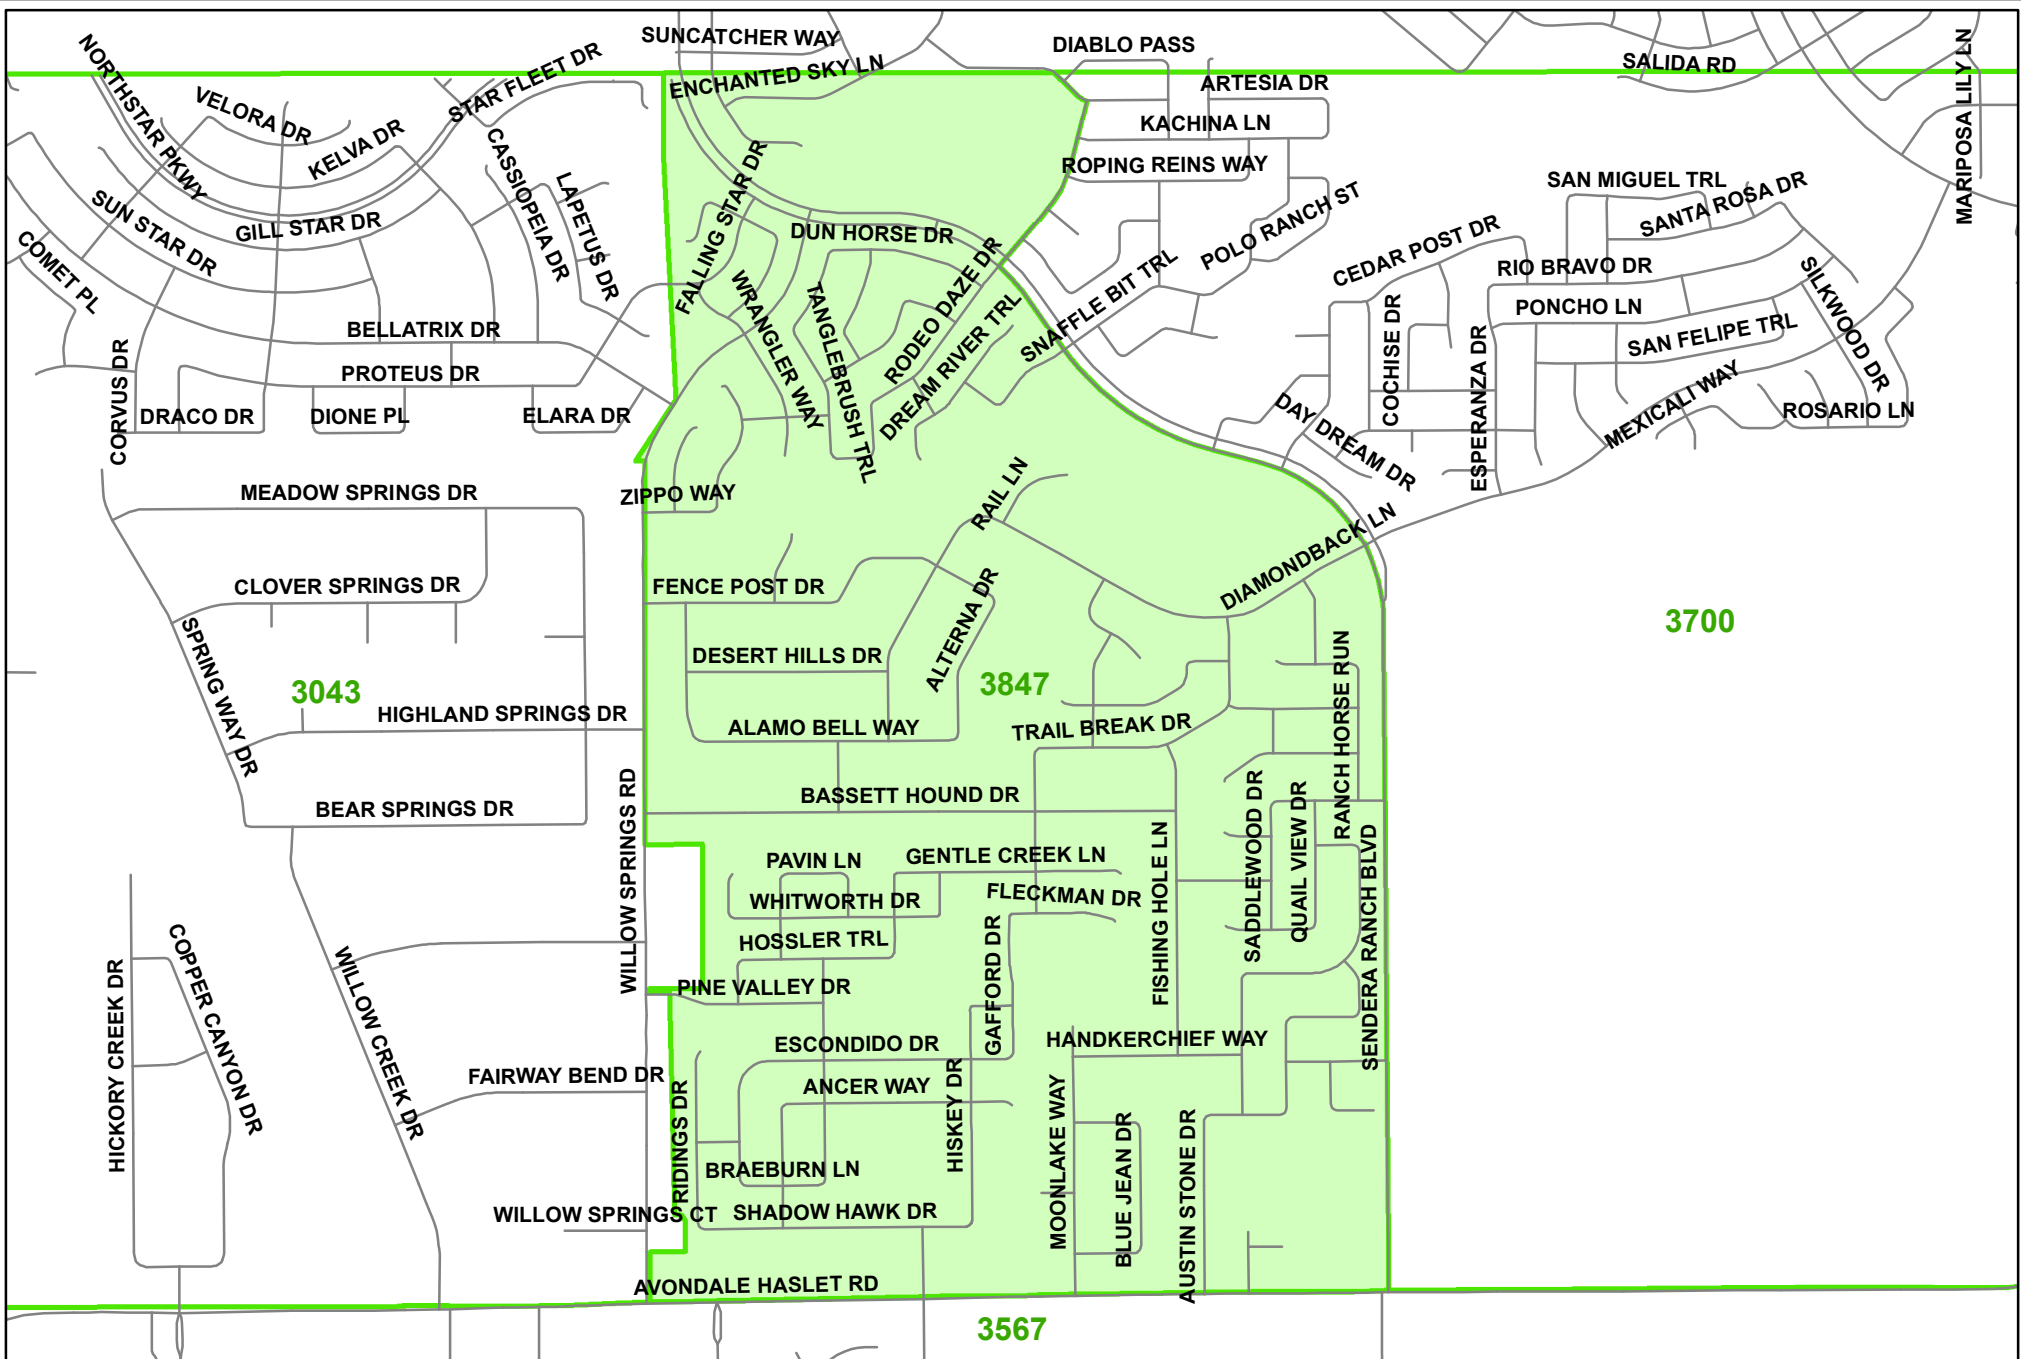 SUNCATCHER WAY
DIABLO PASS
SALIDA RD
NORTHSTAR PKWY
STAR FLEET DR
ENCHANTED SKY LN
ARTESIA DR
MARIPOSA LILY LN
VELORA DR
KELVA DR
KACHINA LN
CASSIOPEIA DR
LAPETUS DR
FALLING STAR DR
ROPING REINS WAY
SAN MIGUEL TRL
SANTA ROSA DR
SUN STAR DR
GILL STAR DR
DUN HORSE DR
POLO RANCH ST
CEDAR POST DR
COMET PL
WRANGLER WAY
TANGLEBRUSH TRL
RODEO DAZE DR
DREAM RIVER TRL
SNAFFLE BIT TRL
RIO BRAVO DR
SILKWOOD DR
PONCHO LN
COCHISE DR
ESPERANZA DR
SAN FELIPE TRL
BELLATRIX DR
CORVUS DR
PROTEUS DR
MEXICALI WAY
DRACO DR
DIONE PL
ELARA DR
DAY DREAM DR
ROSARIO LN
MEADOW SPRINGS DR
ZIPPO WAY
RAIL LN
DIAMONDBACK LN
CLOVER SPRINGS DR
FENCE POST DR
ALTERNA DR
3700
SPRING WAY DR
DESERT HILLS DR
RANCH HORSE RUN
3043
3847
HIGHLAND SPRINGS DR
ALAMO BELL WAY
TRAIL BREAK DR
WILLOW SPRINGS RD
BEAR SPRINGS DR
BASSETT HOUND DR
SADDLEWOOD DR
QUAIL VIEW DR
PAVIN LN
GENTLE CREEK LN
FISHING HOLE LN
SENDERA RANCH BLVD
WHITWORTH DR
FLECKMAN DR
HOSSLER TRL
GAFFORD DR
HICKORY CREEK DR
COPPER CANYON DR
WILLOW CREEK DR
PINE VALLEY DR
ESCONDIDO DR
HANDKERCHIEF WAY
FAIRWAY BEND DR
ANCER WAY
HISKEY DR
RIDINGS DR
MOONLAKE WAY
BLUE JEAN DR
AUSTIN STONE DR
BRAEBURN LN
WILLOW SPRINGS CT
SHADOW HAWK DR
AVONDALE HASLET RD
3567